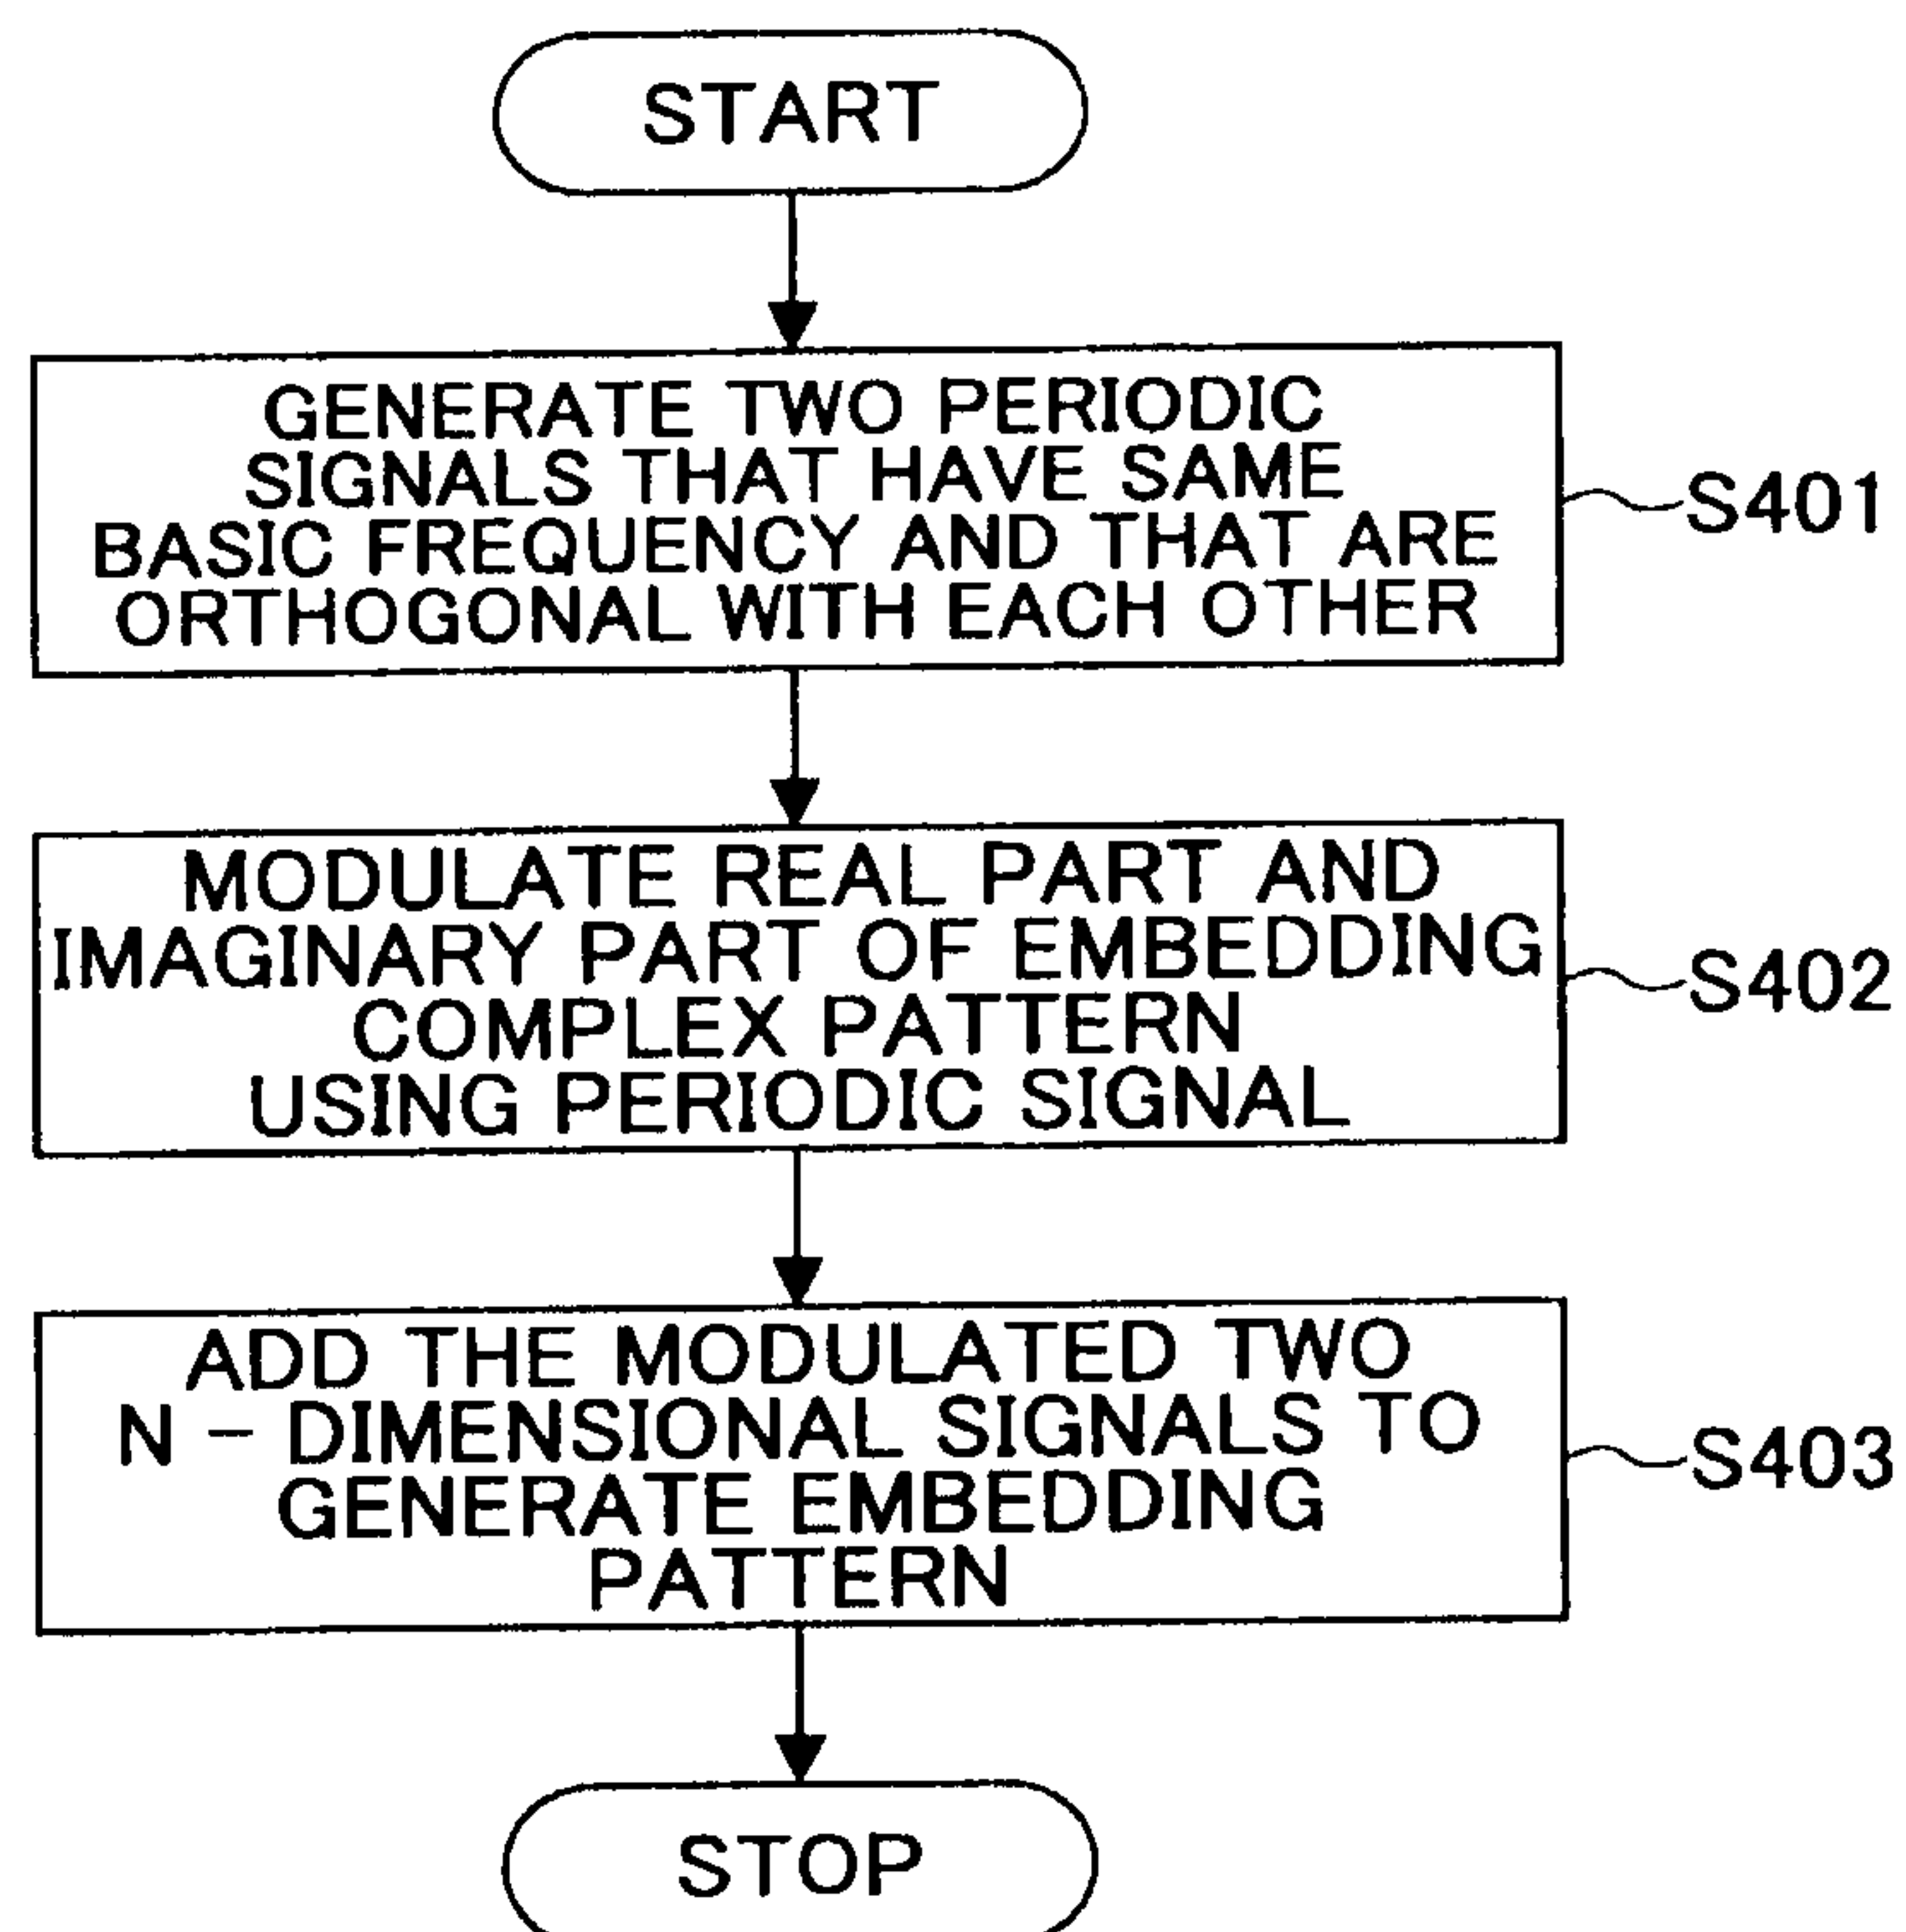 START
GENERATE TWO PERIODIC
SIGNALS THAT HAVE SAME
BASIC FREQUENCY AND THAT ARE
ORTHOGONAL WITH EACH OTHER
S401
MODULATE REAL PART AND
IMAGINARY PART OF EMBEDDING
COMPLEX PATTERN
USING PERIODIC SIGNAL
S402
ADD THE MODULATED TWO
N - DIMENSIONAL SIGNALS TO
GENERATE EMBEDDING
PATTERN
S403
STOP